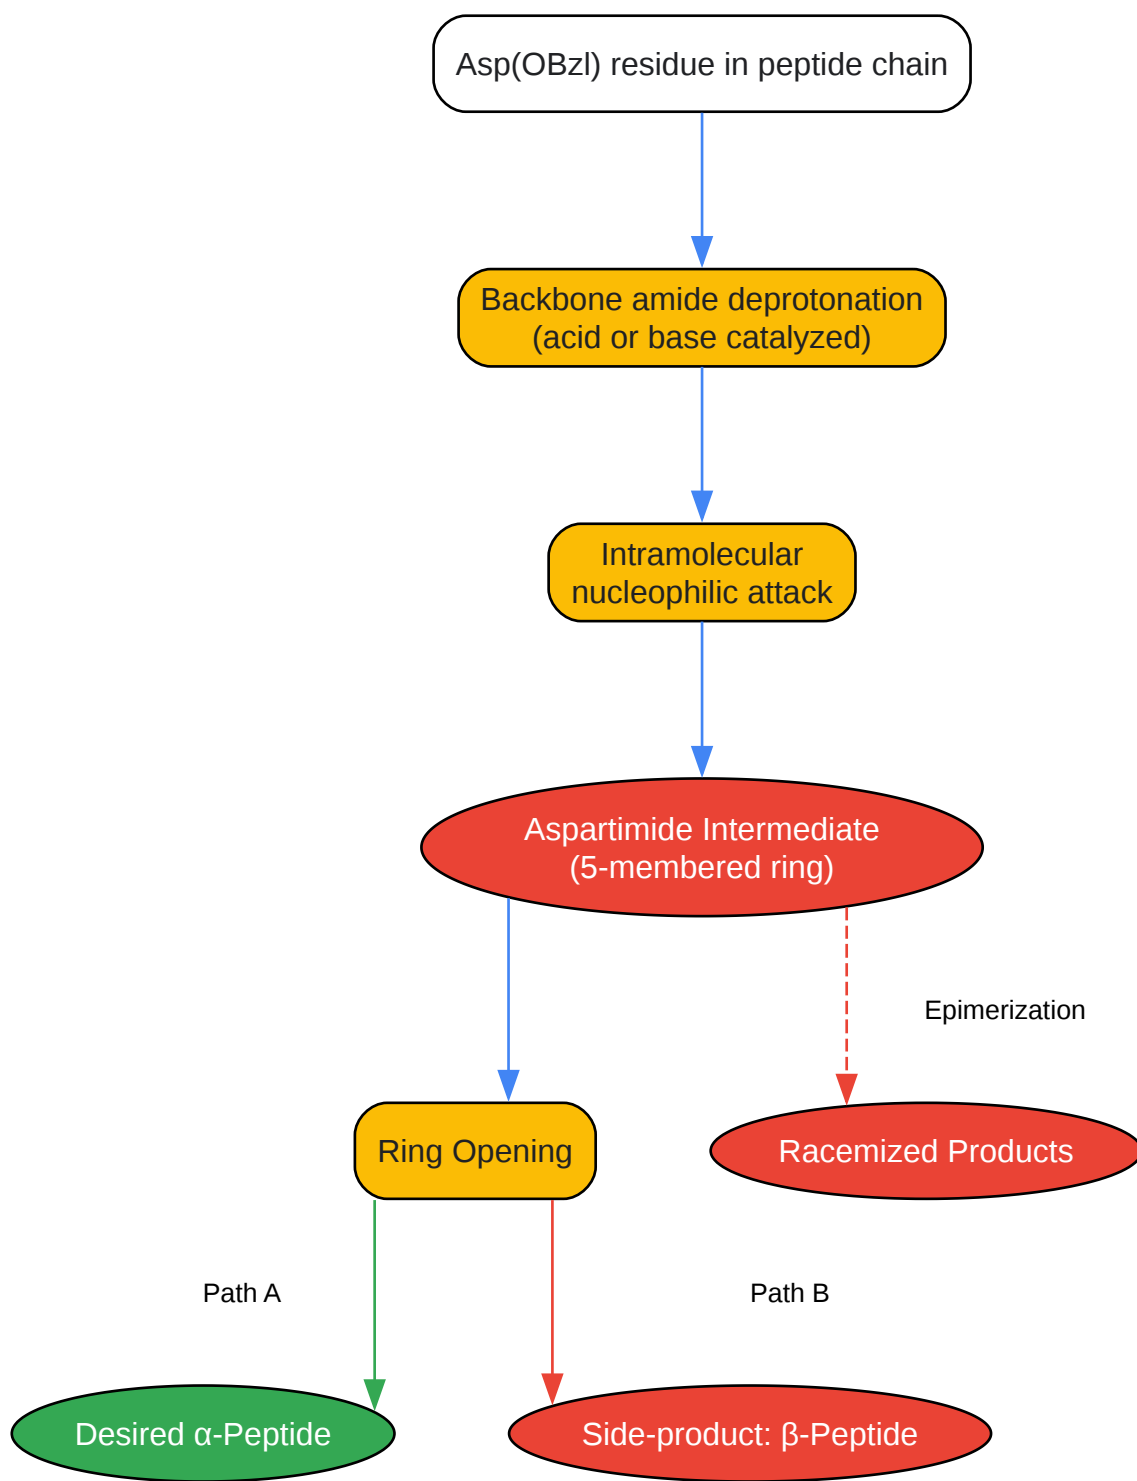 Asp(OBzl) residue in peptide chain
Backbone amide deprotonation
(acid or base catalyzed)
Intramolecular
nucleophilic attack
Aspartimide Intermediate
(5-membered ring)
Epimerization
Ring Opening
Racemized Products
Path A
Path B
Desired α-Peptide
Side-product: β-Peptide